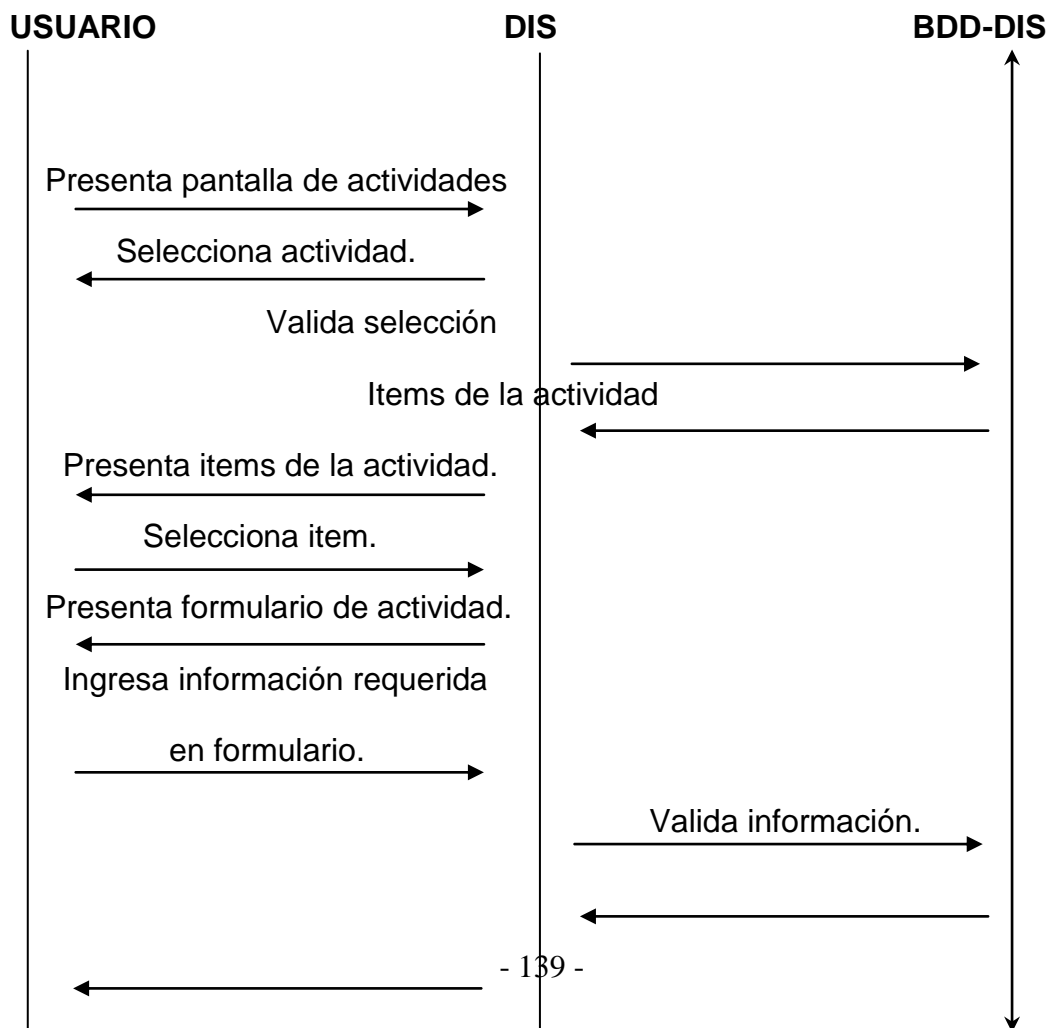 USUARIO DIS BDD-DIS
Presenta pantalla de actividades
Selecciona actividad.
Valida selección
Items de la actividad
Presenta items de la actividad.
Selecciona item.
Presenta formulario de actividad.
Ingresa información requerida
en formulario.
Valida información.
- 139 -